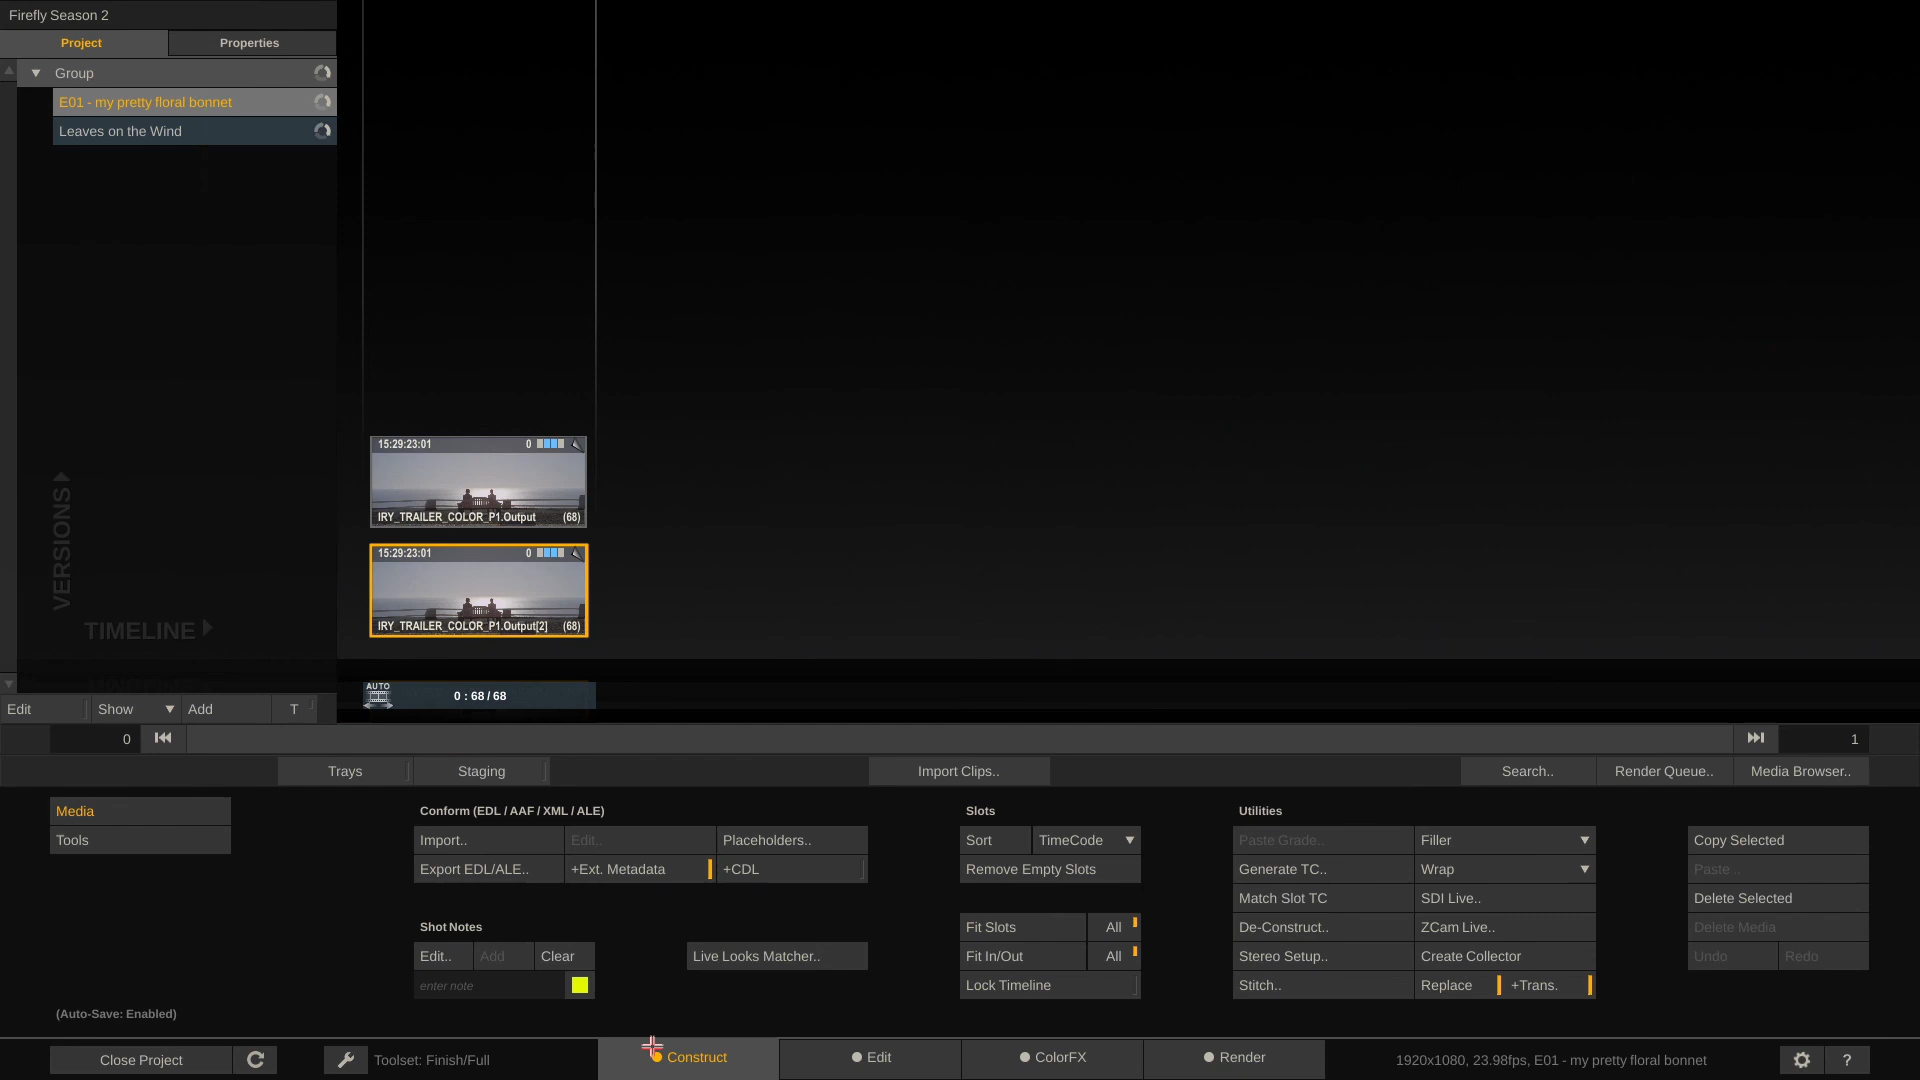 Firefly Season 2
Project
Properties
Group
E01 - my pretty floral bonnet
Leaves on the Wind
15:29:23:01 0
IRY_TRAILER_COLOR_P1.Output (68)
15:29:23:01 0
IRY_TRAILER_COLOR_P1.Output[2] (68)
VERSIONS
TIMELINE
AUTO
0 : 68 / 68
Edit Show Add T
0
1
Trays Staging Import Clips.. Search.. Render Queue.. Media Browser..
Media
Tools
(Auto-Save: Enabled)
Conform (EDL / AAF / XML / ALE)
Import.. Edit.. Placeholders..
Export EDL/ALE.. +Ext. Metadata +CDL
Shot Notes
Edit.. Add Clear
enter note
Live Looks Matcher..
Slots
Sort TimeCode
Remove Empty Slots
Fit Slots All
Fit In/Out All
Lock Timeline
Utilities
Paste Grade.. Filler
Generate TC.. Wrap
Match Slot TC SDI Live..
De-Construct.. ZCam Live..
Stereo Setup.. Create Collector
Stitch.. Replace +Trans.
Copy Selected
Paste ..
Delete Selected
Delete Media
Undo Redo
Close Project Toolset: Finish/Full Construct Edit ColorFX Render 1920x1080, 23.98fps, E01 - my pretty floral bonnet ?